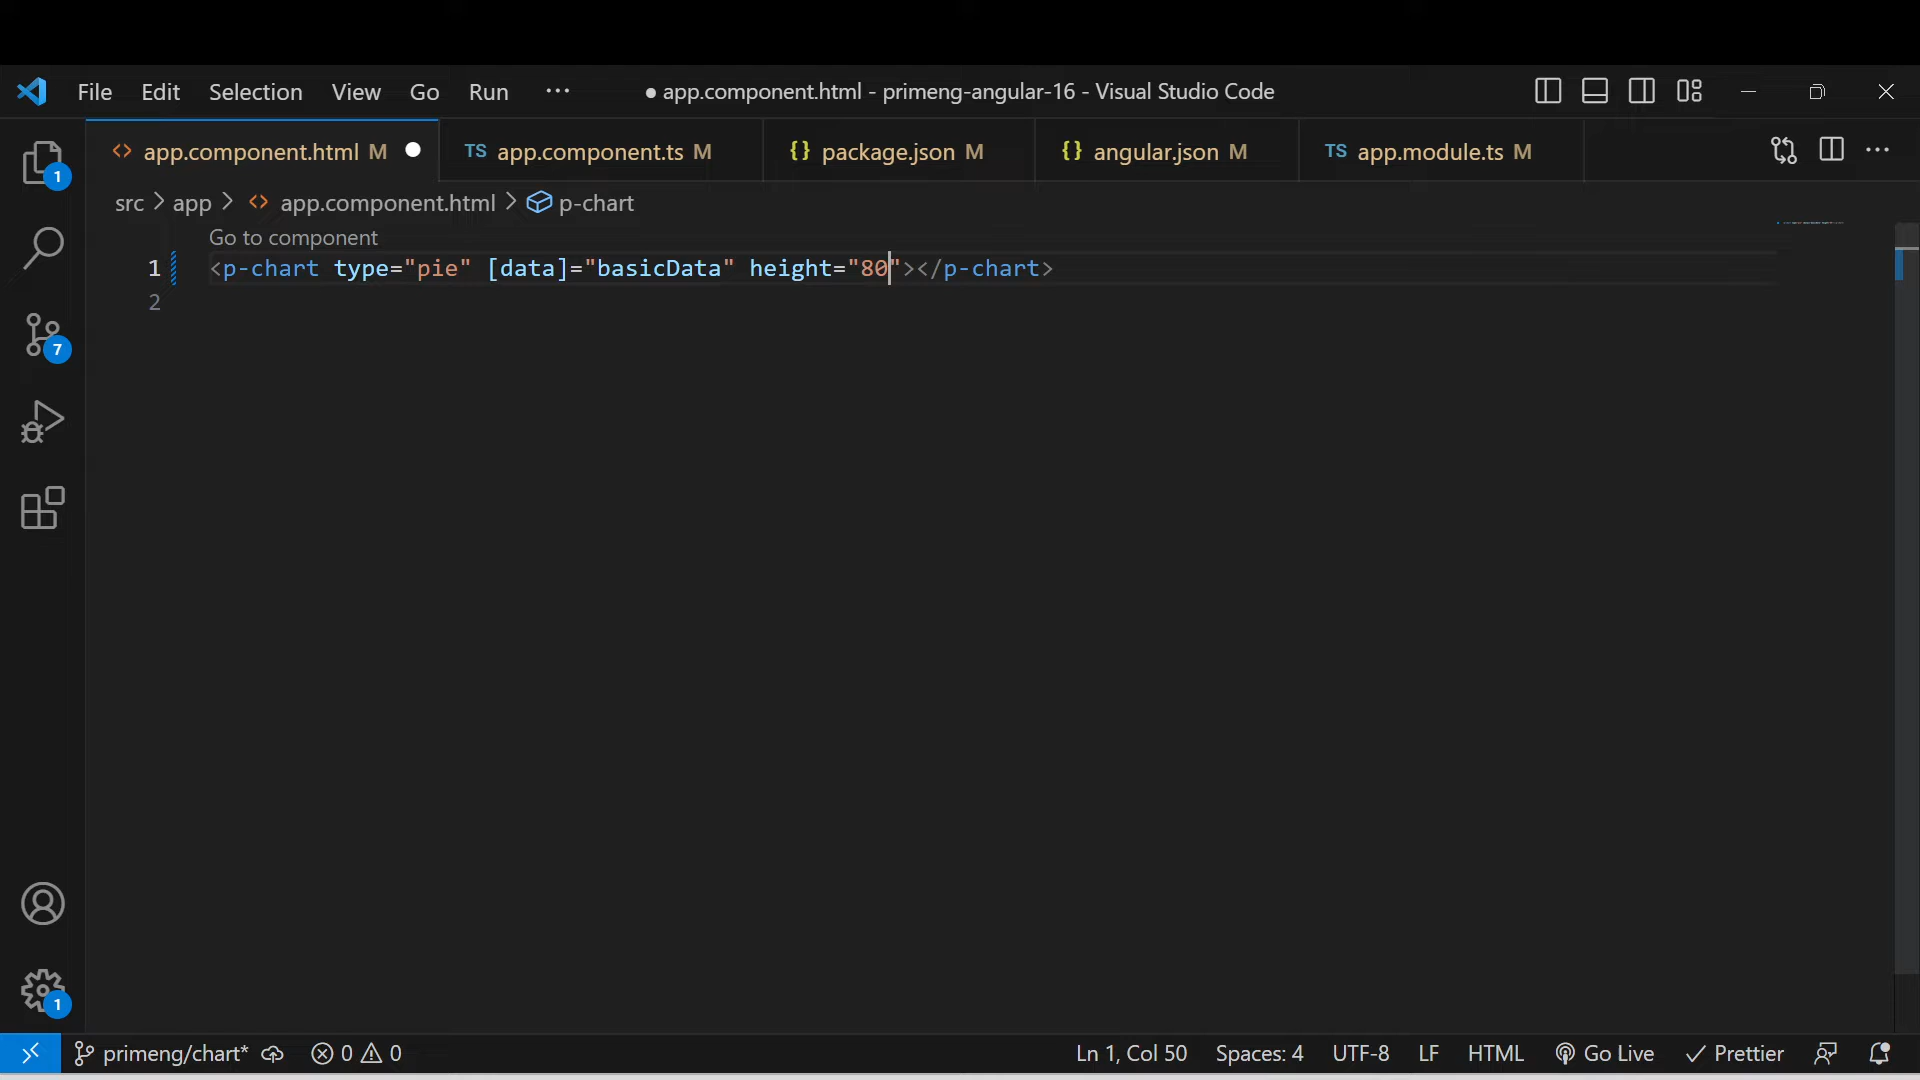 File Edit Selection View Go Run ··· ● app.component.html - primeng-angular-16 - Visual Studio Code
<> app.component.html M ● TS app.component.ts M {} package.json M {} angular.json M TS app.module.ts M ···
src > app > <> app.component.html > p-chart
Go to component
1 <p-chart type="pie" [data]="basicData" height="80"></p-chart>
2
1
7
1
primeng/chart* 0 0 Ln 1, Col 50 Spaces: 4 UTF-8 LF HTML Go Live Prettier